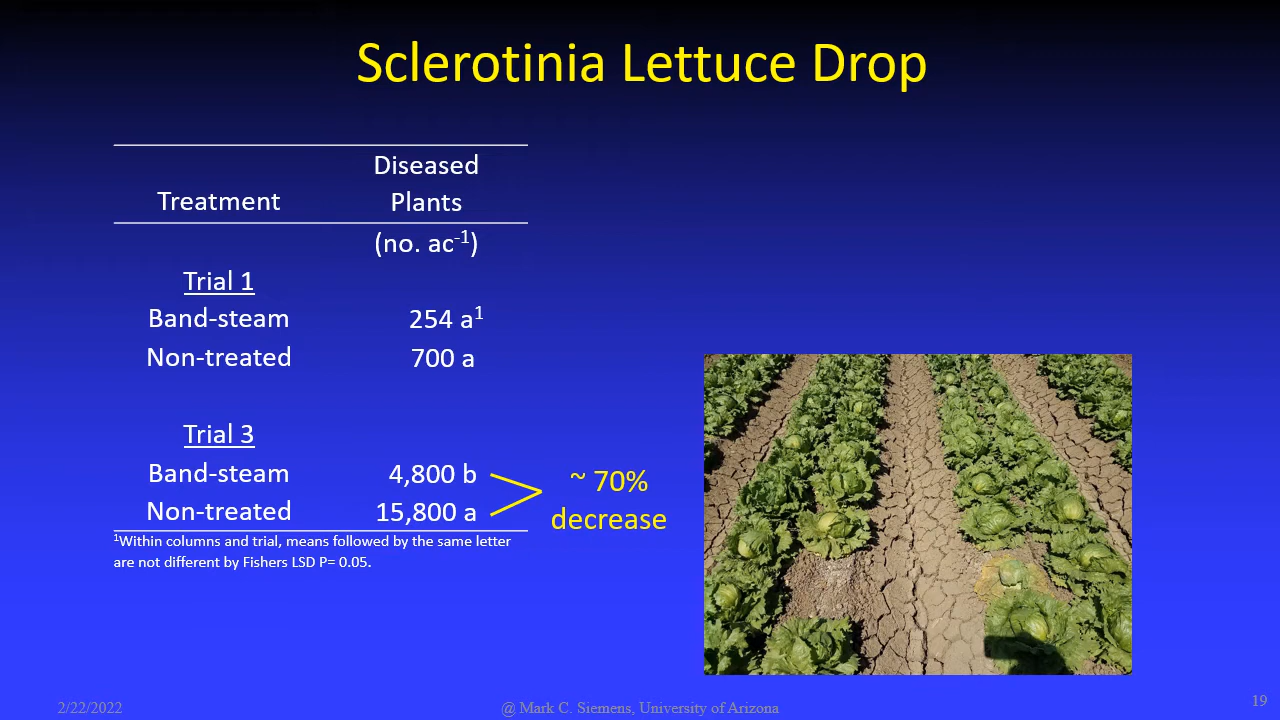 Sclerotinia Lettuce Drop
Diseased
Treatment Plants
(no. ac⁻¹)
Trial 1
Band-steam 254 a¹
Non-treated 700 a
Trial 3
Band-steam 4,800 b
Non-treated 15,800 a
~ 70%
decrease
¹Within columns and trial, means followed by the same letter
are not different by Fishers LSD P= 0.05.
2/22/2022 @ Mark C. Siemens, University of Arizona 19